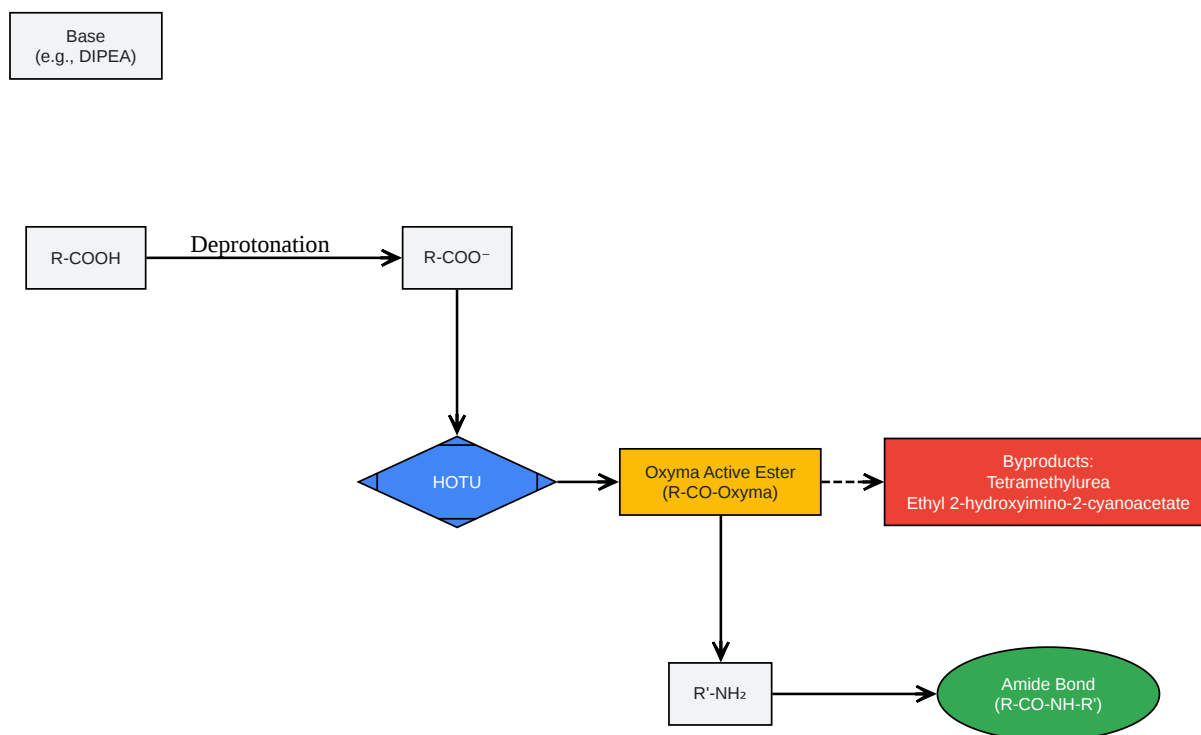 Base
(e.g., DIPEA)
R-COOH
Deprotonation
R-COO⁻
HOTU
Oxyma Active Ester
(R-CO-Oxyma)
Byproducts:
Tetramethylurea
Ethyl 2-hydroxyimino-2-cyanoacetate
R'-NH₂
Amide Bond
(R-CO-NH-R')